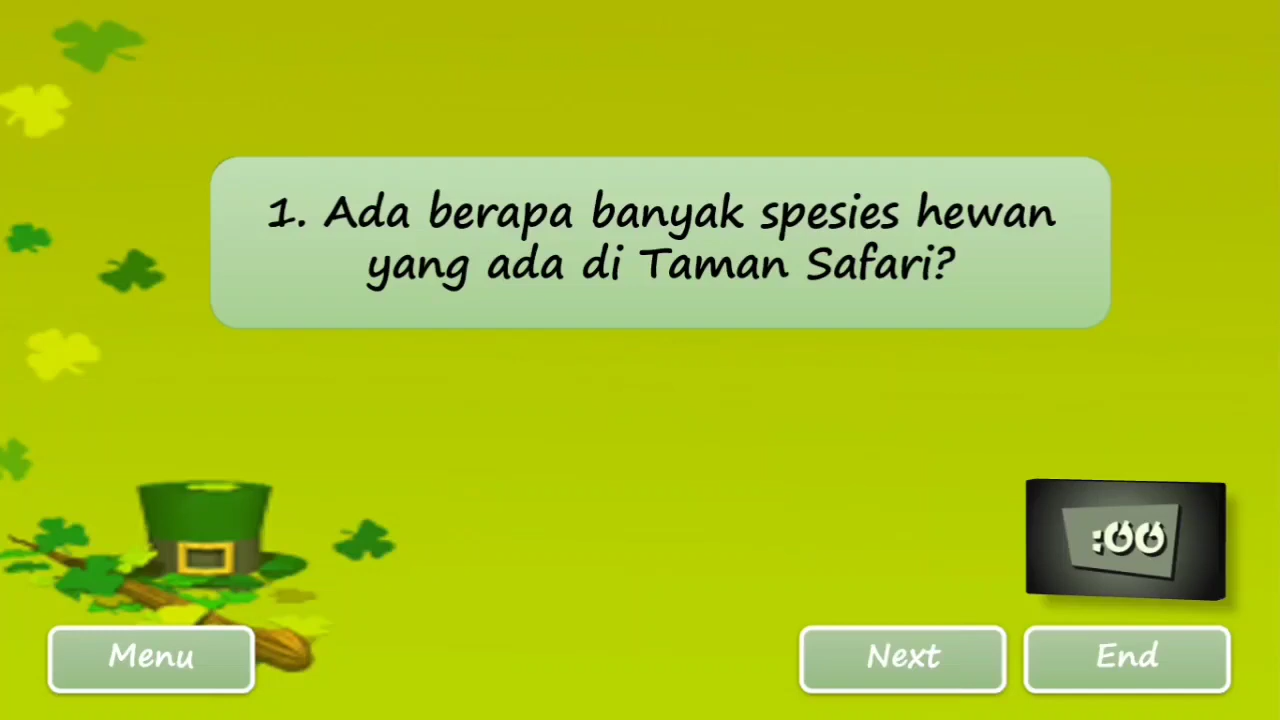 1. Ada berapa banyak spesies hewan
yang ada di Taman Safari?
:00
Menu
Next
End